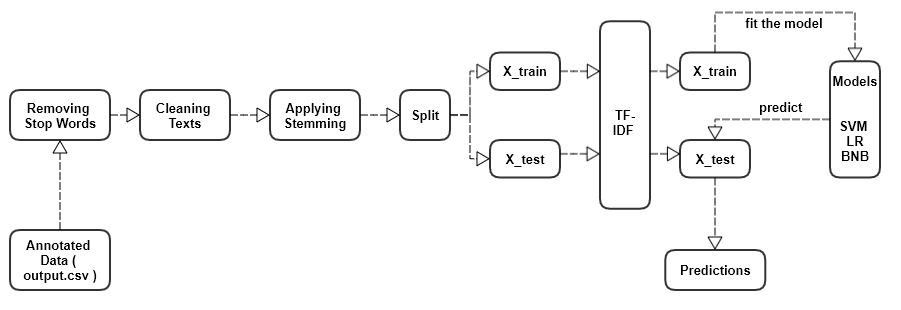 fit the model
X_train
X_train
Models
Removing
Stop Words
Cleaning
Texts
Applying
Stemming
Split
TF-
IDF
predict
SVM
LR
BNB
X_test
X_test
Annotated
Data (
output.csv )
Predictions